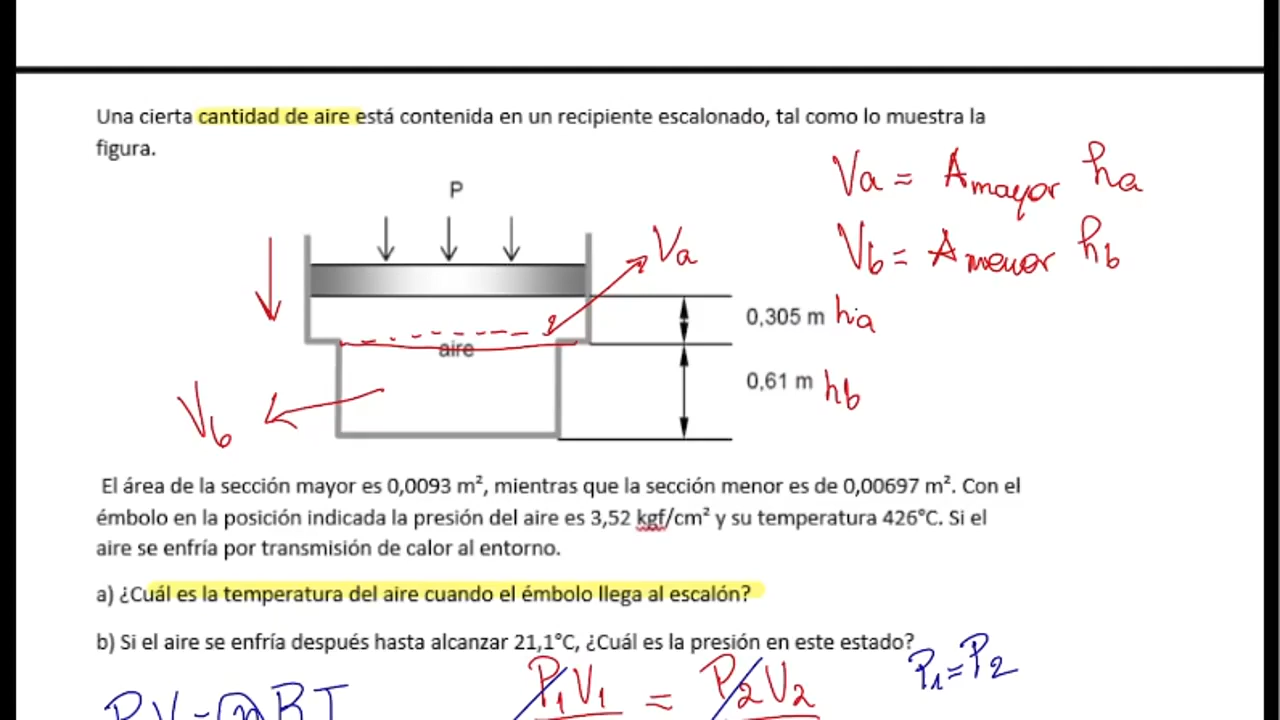 Una cierta cantidad de aire está contenida en un recipiente escalonado, tal como lo muestra la
figura.
Va = Amayor ha
P
Va
Vb = Amenor hb
0,305 m ha
aire
0,61 m hb
Vb
El área de la sección mayor es 0,0093 m², mientras que la sección menor es de 0,00697 m². Con el
émbolo en la posición indicada la presión del aire es 3,52 kgf/cm² y su temperatura 426°C. Si el
aire se enfría por transmisión de calor al entorno.
a) ¿Cuál es la temperatura del aire cuando el émbolo llega al escalón?
b) Si el aire se enfría después hasta alcanzar 21,1°C, ¿Cuál es la presión en este estado?
P1=P2
P1V1 = P2V2
PV=mRT